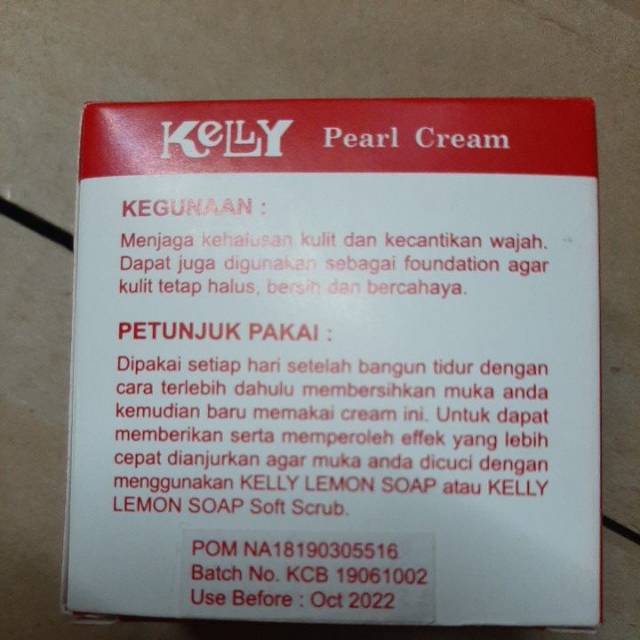 KELLY Pearl Cream
KEGUNAAN :
Menjaga kehalusan kulit dan kecantikan wajah.
Dapat juga digunakan sebagai foundation agar
kulit tetap halus, bersih dan bercahaya.
PETUNJUK PAKAI :
Dipakai setiap hari setelah bangun tidur dengan
cara terlebih dahulu membersihkan muka anda
kemudian baru memakai cream ini. Untuk dapat
memberikan serta memperoleh effek yang lebih
cepat dianjurkan agar muka anda dicuci dengan
menggunakan KELLY LEMON SOAP atau KELLY
LEMON SOAP Soft Scrub.
POM NA18190305516
Batch No. KCB 19061002
Use Before : Oct 2022